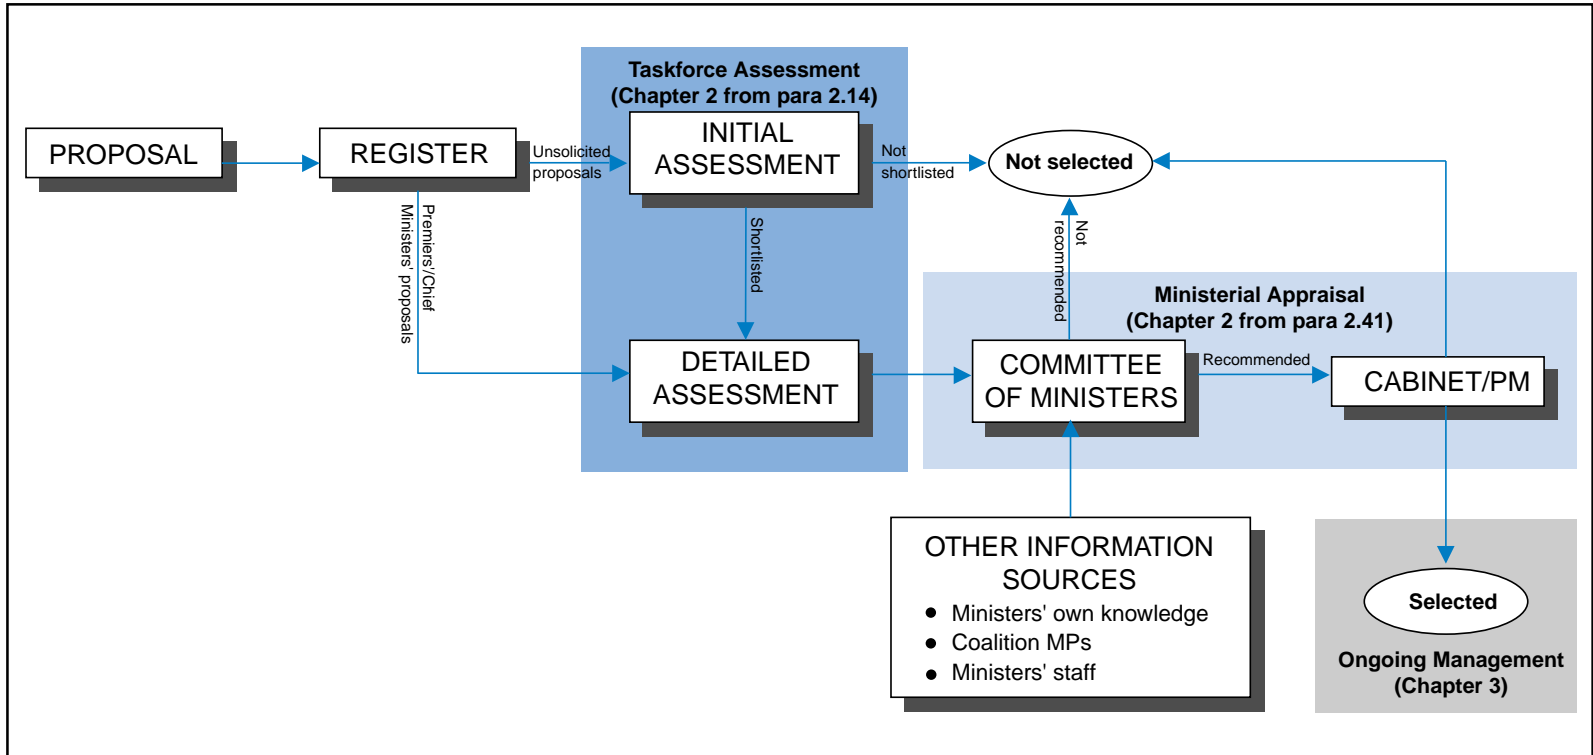 Taskforce Assessment
(Chapter 2 from para 2.14)
PROPOSAL
REGISTER
Unsolicited
proposals
INITIAL
ASSESSMENT
Not
shortlisted
Not selected
Premiers'/Chief
Ministers' proposals
Shortlisted
Not
recommended
Ministerial Appraisal
(Chapter 2 from para 2.41)
DETAILED
ASSESSMENT
COMMITTEE
OF MINISTERS
Recommended
CABINET/PM
OTHER INFORMATION
SOURCES
● Ministers' own knowledge
● Coalition MPs
● Ministers' staff
Selected
Ongoing Management
(Chapter 3)